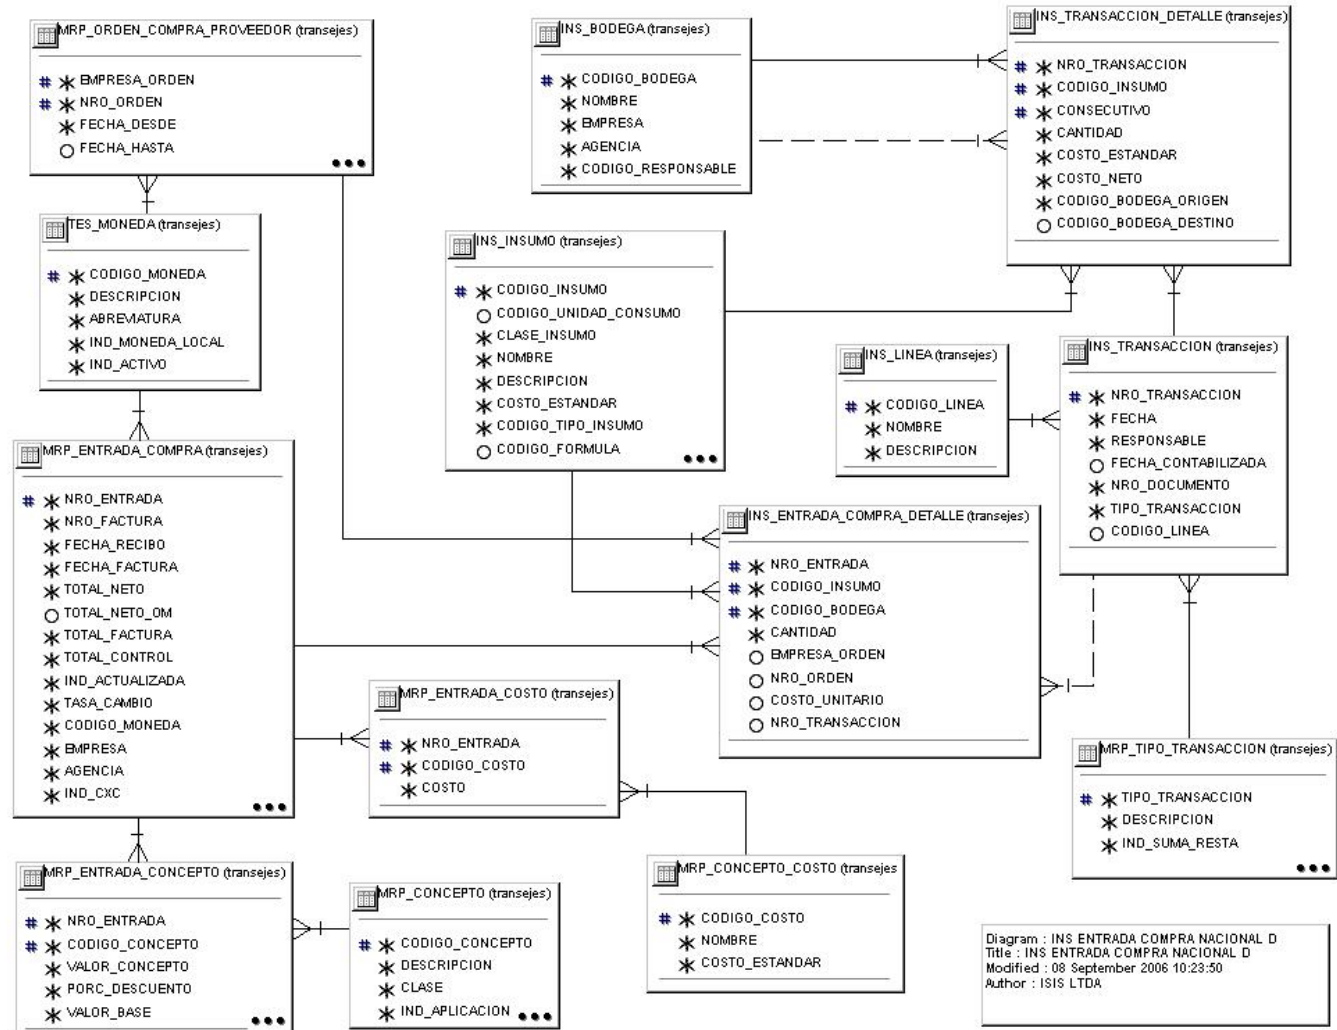 MRP_ORDEN_COMPRA_PROVEEDOR (transejes)
# * EMPRESA_ORDEN
# * NRO_ORDEN
* FECHA_DESDE
O FECHA_HASTA
INS_BODEGA (transejes)
# * CODIGO_BODEGA
* NOMBRE
* EMPRESA
* AGENCIA
* CODIGO_RESPONSABLE
INS_TRANSACCION_DETALLE (transejes)
# * NRO_TRANSACCION
# * CODIGO_INSUMO
# * CONSECUTIVO
* CANTIDAD
* COSTO_ESTANDAR
* COSTO_NETO
* CODIGO_BODEGA_ORIGEN
O CODIGO_BODEGA_DESTINO
TES_MONEDA (transejes)
# * CODIGO_MONEDA
* DESCRIPCION
* ABREVIATURA
* IND_MONEDA_LOCAL
* IND_ACTIVO
INS_INSUMO (transejes)
# * CODIGO_INSUMO
O CODIGO_UNIDAD_CONSUMO
* CLASE_INSUMO
* NOMBRE
* DESCRIPCION
* COSTO_ESTANDAR
* CODIGO_TIPO_INSUMO
O CODIGO_FORMULA
INS_LINEA (transejes)
# * CODIGO_LINEA
* NOMBRE
* DESCRIPCION
INS_TRANSACCION (transejes)
# * NRO_TRANSACCION
* FECHA
* RESPONSABLE
O FECHA_CONTABILIZADA
* NRO_DOCUMENTO
* TIPO_TRANSACCION
O CODIGO_LINEA
MRP_ENTRADA_COMPRA (transejes)
# * NRO_ENTRADA
* NRO_FACTURA
* FECHA_RECIBO
* FECHA_FACTURA
* TOTAL_NETO
O TOTAL_NETO_OM
* TOTAL_FACTURA
* TOTAL_CONTROL
* IND_ACTUALIZADA
* TASA_CAMBIO
* CODIGO_MONEDA
* EMPRESA
* AGENCIA
* IND_CXC
INS_ENTRADA_COMPRA_DETALLE (transejes)
# * NRO_ENTRADA
# * CODIGO_INSUMO
# * CODIGO_BODEGA
* CANTIDAD
O EMPRESA_ORDEN
O NRO_ORDEN
O COSTO_UNITARIO
O NRO_TRANSACCION
MRP_ENTRADA_COSTO (transejes)
# * NRO_ENTRADA
# * CODIGO_COSTO
* COSTO
MRP_TIPO_TRANSACCION (transejes)
# * TIPO_TRANSACCION
* DESCRIPCION
* IND_SUMA_RESTA
MRP_ENTRADA_CONCEPTO (transejes)
# * NRO_ENTRADA
# * CODIGO_CONCEPTO
* VALOR_CONCEPTO
* PORC_DESCUENTO
* VALOR_BASE
MRP_CONCEPTO (transejes)
# * CODIGO_CONCEPTO
* DESCRIPCION
* CLASE
* IND_APLICACION
MRP_CONCEPTO_COSTO (transejes
# * CODIGO_COSTO
* NOMBRE
* COSTO_ESTANDAR
Diagram : INS ENTRADA COMPRA NACIONAL D
Title : INS ENTRADA COMPRA NACIONAL D
Modified : 08 September 2006 10:23:50
Author : ISIS LTDA